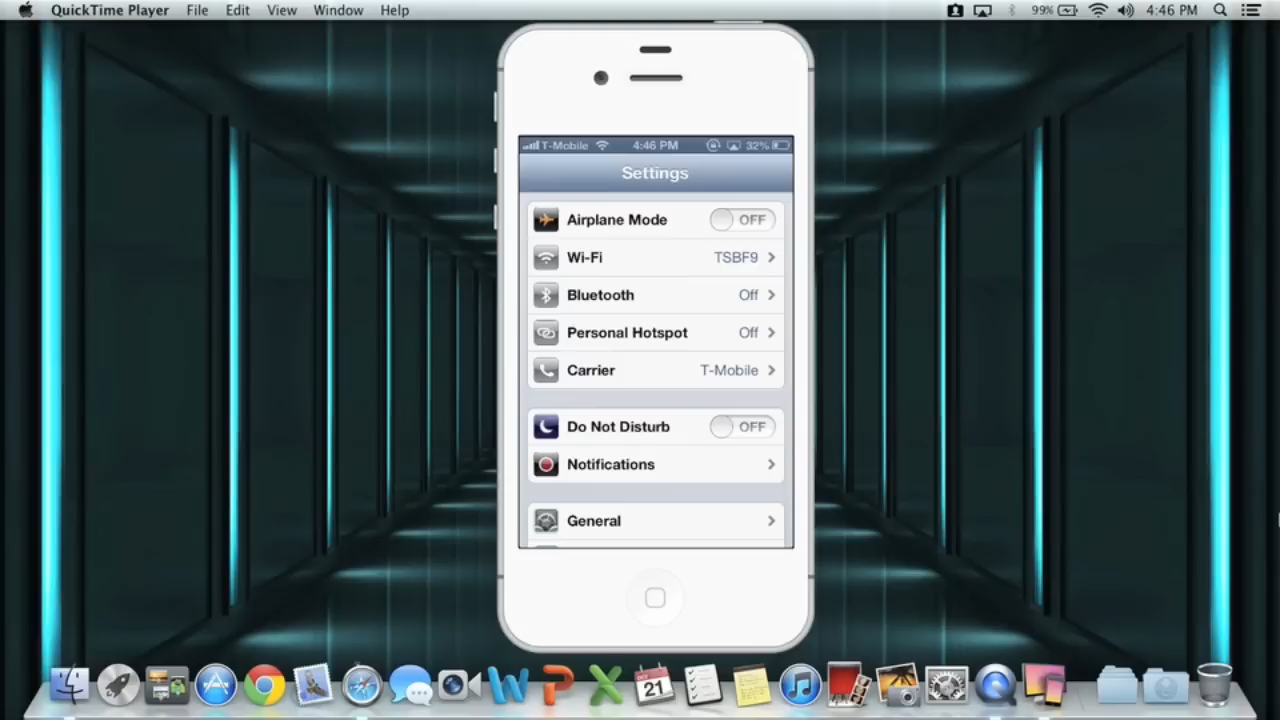 QuickTime Player File Edit View Window Help 99% 4:46 PM
T-Mobile 4:46 PM 32%
Settings
Airplane Mode OFF
Wi-Fi TSBF9
Bluetooth Off
Personal Hotspot Off
Carrier T-Mobile
Do Not Disturb OFF
Notifications
General
W P X 21